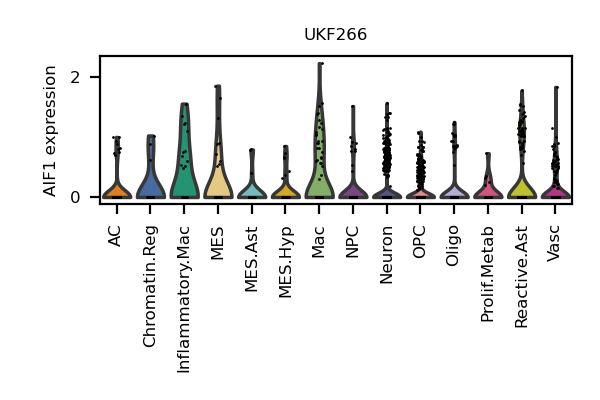 UKF266
AIF1 expression
2
0
AC
Chromatin.Reg
Inflammatory.Mac
MES
MES.Ast
MES.Hyp
Mac
NPC
Neuron
OPC
Oligo
Prolif.Metab
Reactive.Ast
Vasc